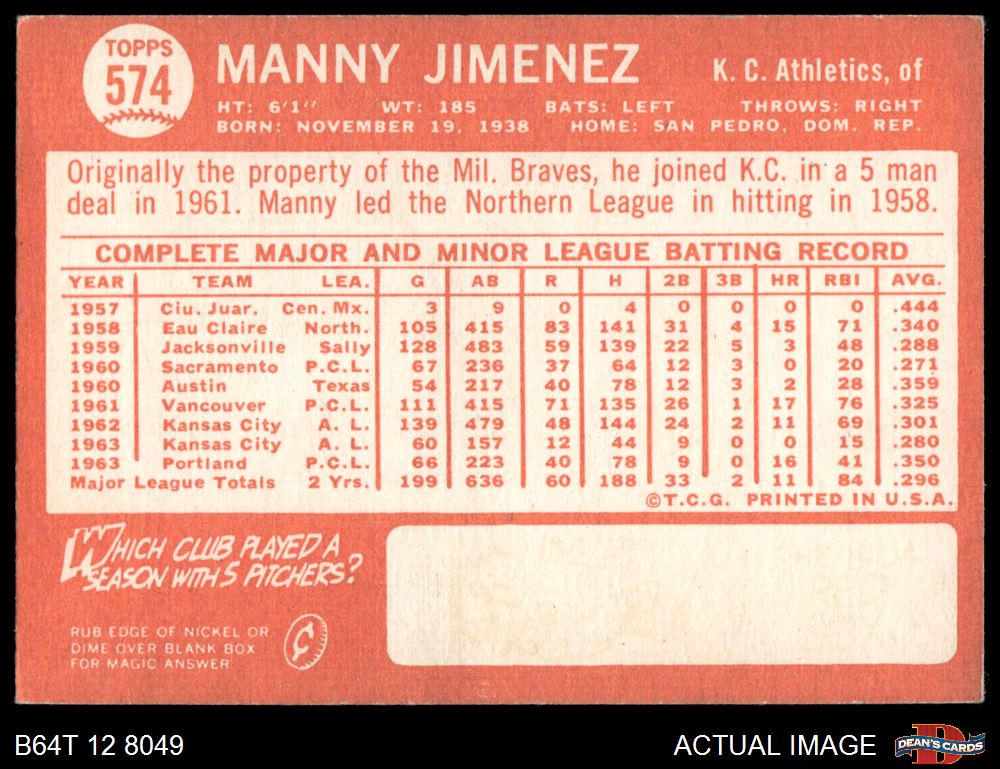 TOPPS
574
MANNY JIMENEZ
K. C. Athletics, of
HT: 6'1" WT: 185 BATS: LEFT THROWS: RIGHT
BORN: NOVEMBER 19, 1938 HOME: SAN PEDRO, DOM. REP.
Originally the property of the Mil. Braves, he joined K.C. in a 5 man
deal in 1961. Manny led the Northern League in hitting in 1958.
COMPLETE MAJOR AND MINOR LEAGUE BATTING RECORD
YEAR TEAM LEA. G AB R H 2B 3B HR RBI AVG.
1957 Ciu. Juar. Cen. Mx. 3 9 0 4 0 0 0 0 .444
1958 Eau Claire North. 105 415 83 141 31 4 15 71 .340
1959 Jacksonville Sally 128 483 59 139 22 5 3 48 .288
1960 Sacramento P.C.L. 67 236 37 64 12 3 0 20 .271
1960 Austin Texas 54 217 40 78 12 3 2 28 .359
1961 Vancouver P.C.L. 111 415 71 135 26 1 17 76 .325
1962 Kansas City A. L. 139 479 48 144 24 2 11 69 .301
1963 Kansas City A. L. 60 157 12 44 9 0 0 15 .280
1963 Portland P.C.L. 66 223 40 78 9 0 16 41 .350
Major League Totals 2 Yrs. 199 636 60 188 33 2 11 84 .296
©T.C.G. PRINTED IN U.S.A.
WHICH CLUB PLAYED A
SEASON WITH 5 PITCHERS?
RUB EDGE OF NICKEL OR
DIME OVER BLANK BOX
FOR MAGIC ANSWER
¢
B64T 12 8049
ACTUAL IMAGE
D
DEAN'S CARDS